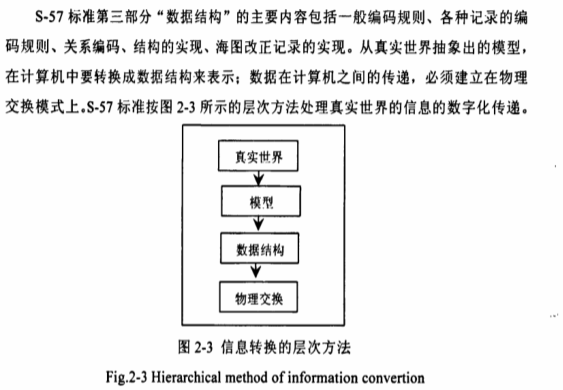 S-57 标准第三部分“数据结构”的主要内容包括一般编码规则、各种记录的编
码规则、关系编码、结构的实现、海图改正记录的实现。从真实世界抽象出的模型，
在计算机中要转换成数据结构来表示；数据在计算机之间的传递，必须建立在物理
交换模式上。S-57 标准按图 2-3 所示的层次方法处理真实世界的信息的数字化传递。
真实世界
模型
数据结构
物理交换
图 2-3 信息转换的层次方法
Fig.2-3 Hierarchical method of information convertion